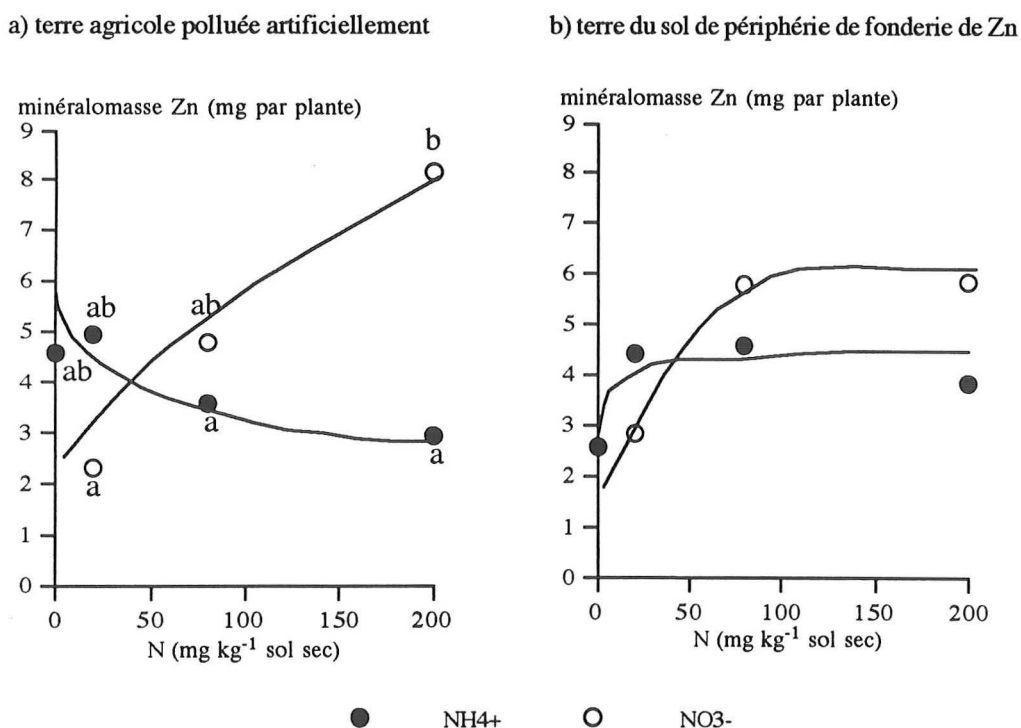 a) terre agricole polluée artificiellement
minéralomasse Zn (mg par plante)
9
8
7
6
5
4
3
2
1
0
b
ab
ab
ab
a
a
a
0 50 100 150 200
N (mg kg-1 sol sec)
b) terre du sol de périphérie de fonderie de Zn
minéralomasse Zn (mg par plante)
9
8
7
6
5
4
3
2
1
0
0 50 100 150 200
N (mg kg-1 sol sec)
NH4+ NO3-